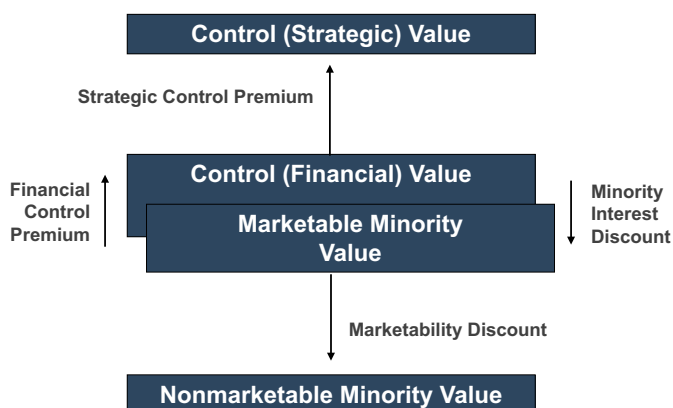 Control (Strategic) Value
Strategic Control Premium
Control (Financial) Value
Financial
Control
Premium
Minority
Interest
Discount
Marketable Minority
Value
Marketability Discount
Nonmarketable Minority Value